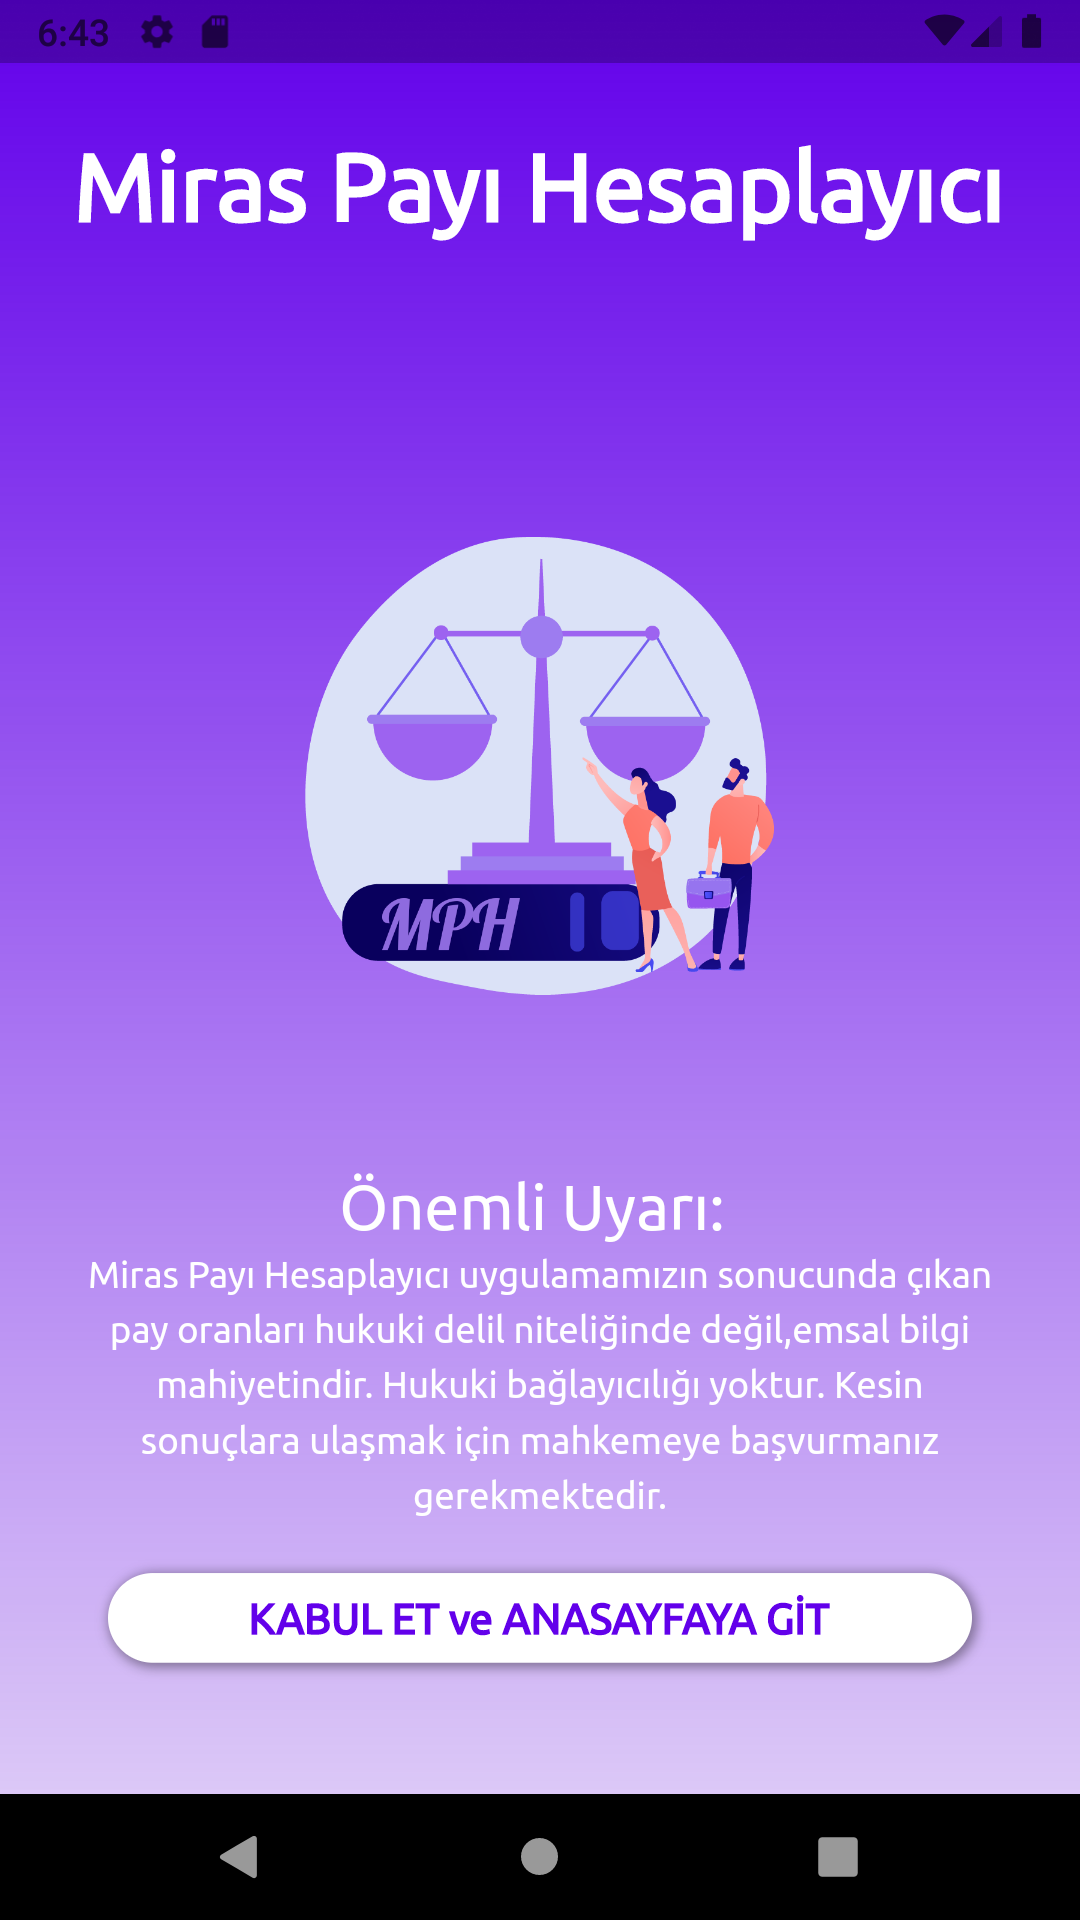 6:43
Miras Payı Hesaplayıcı
MPH
Önemli Uyarı:
Miras Payı Hesaplayıcı uygulamamızın sonucunda çıkan
pay oranları hukuki delil niteliğinde değil,emsal bilgi
mahiyetindir. Hukuki bağlayıcılığı yoktur. Kesin
sonuçlara ulaşmak için mahkemeye başvurmanız
gerekmektedir.
KABUL ET ve ANASAYFAYA GİT